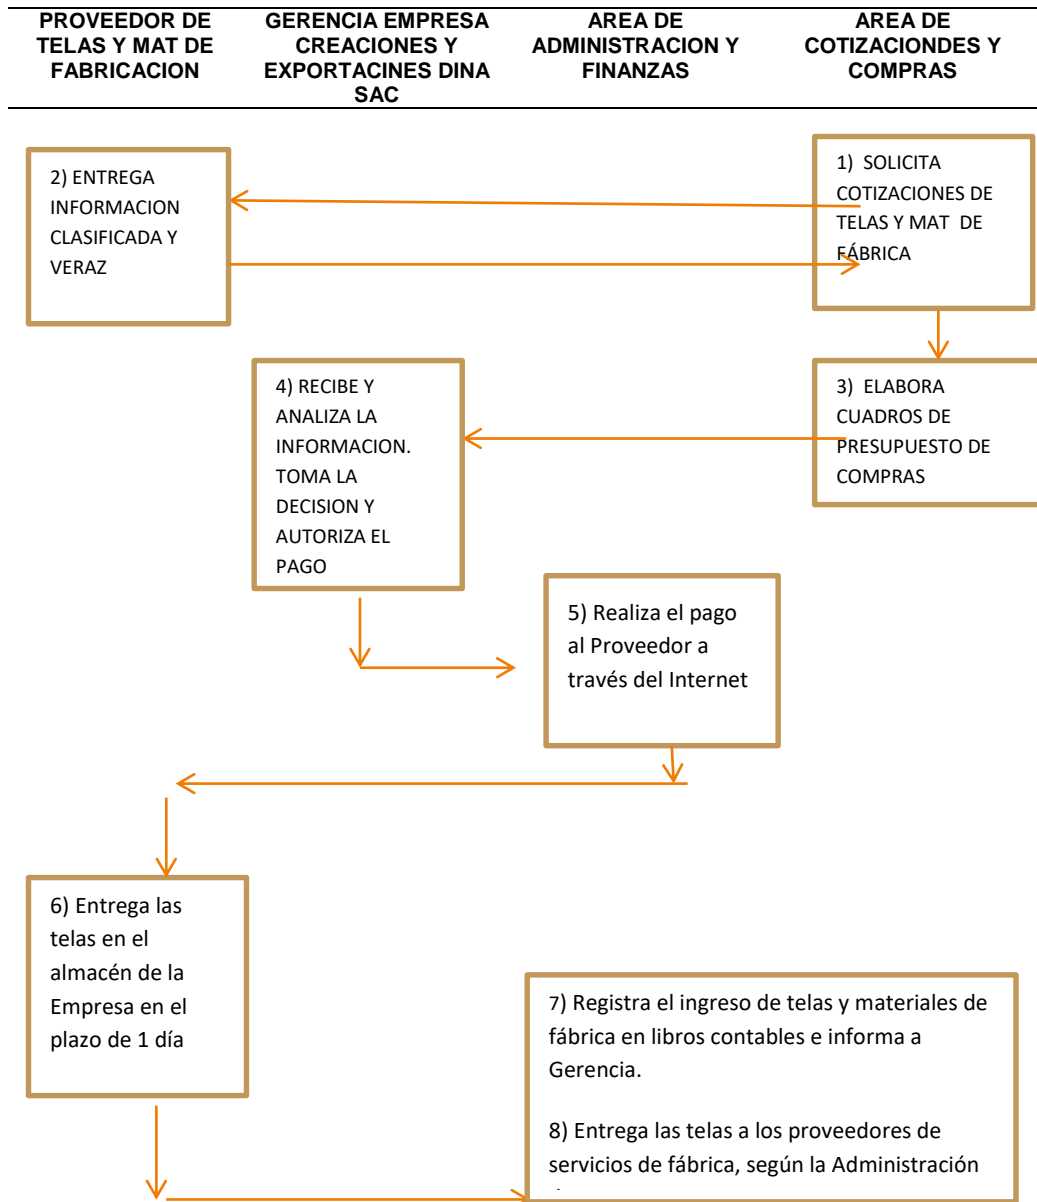 PROVEEDOR DE
TELAS Y MAT DE
FABRICACION
GERENCIA EMPRESA
CREACIONES Y
EXPORTACINES DINA
SAC
AREA DE
ADMINISTRACION Y
FINANZAS
AREA DE
COTIZACIONDES Y
COMPRAS
1) SOLICITA
COTIZACIONES DE
TELAS Y MAT DE
FÁBRICA
2) ENTREGA
INFORMACION
CLASIFICADA Y
VERAZ
3) ELABORA
CUADROS DE
PRESUPUESTO DE
COMPRAS
4) RECIBE Y
ANALIZA LA
INFORMACION.
TOMA LA
DECISION Y
AUTORIZA EL
PAGO
5) Realiza el pago
al Proveedor a
través del Internet
6) Entrega las
telas en el
almacén de la
Empresa en el
plazo de 1 día
7) Registra el ingreso de telas y materiales de
fábrica en libros contables e informa a
Gerencia.
8) Entrega las telas a los proveedores de
servicios de fábrica, según la Administración